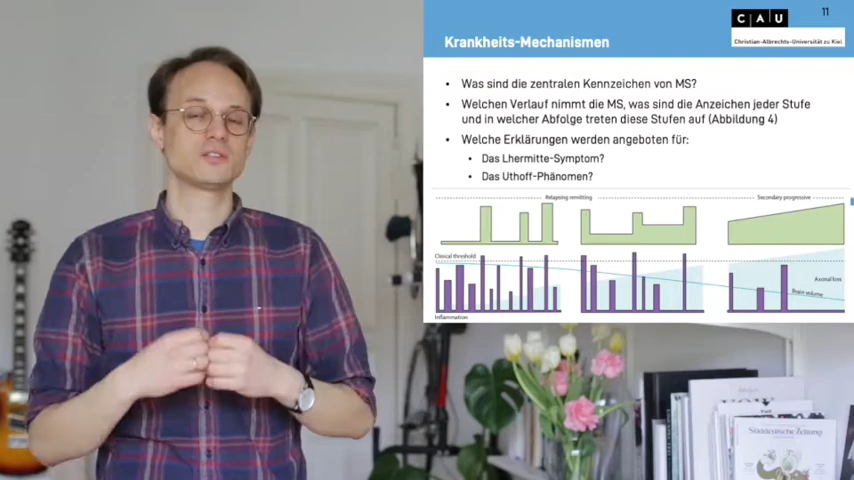 11
C A U
Christian-Albrechts-Universität zu Kiel
Krankheits-Mechanismen
• Was sind die zentralen Kennzeichen von MS?
• Welchen Verlauf nimmt die MS, was sind die Anzeichen jeder Stufe
und in welcher Abfolge treten diese Stufen auf (Abbildung 4)
• Welche Erklärungen werden angeboten für:
• Das Lhermitte-Symptom?
• Das Uthoff-Phänomen?
Relapsing remitting
Secondary progressive
Clinical threshold
Axonal loss
Brain volume
Inflammation
Süddeutsche Zeitung